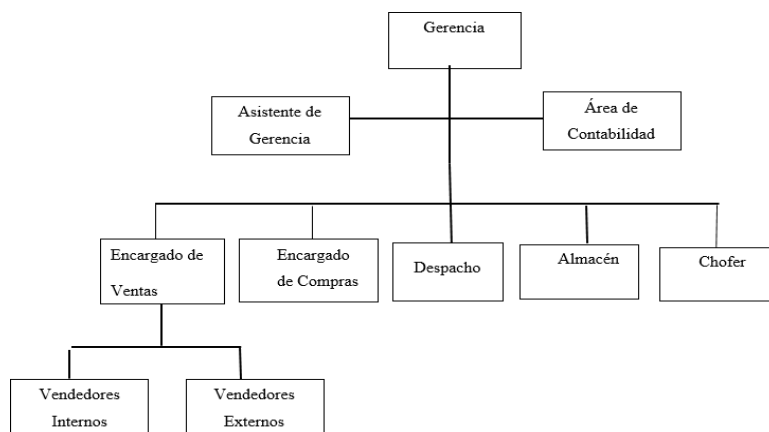 Gerencia
Asistente de
Gerencia
Área de
Contabilidad
Encargado de
Ventas
Encargado
de Compras
Despacho
Almacén
Chofer
Vendedores
Internos
Vendedores
Externos